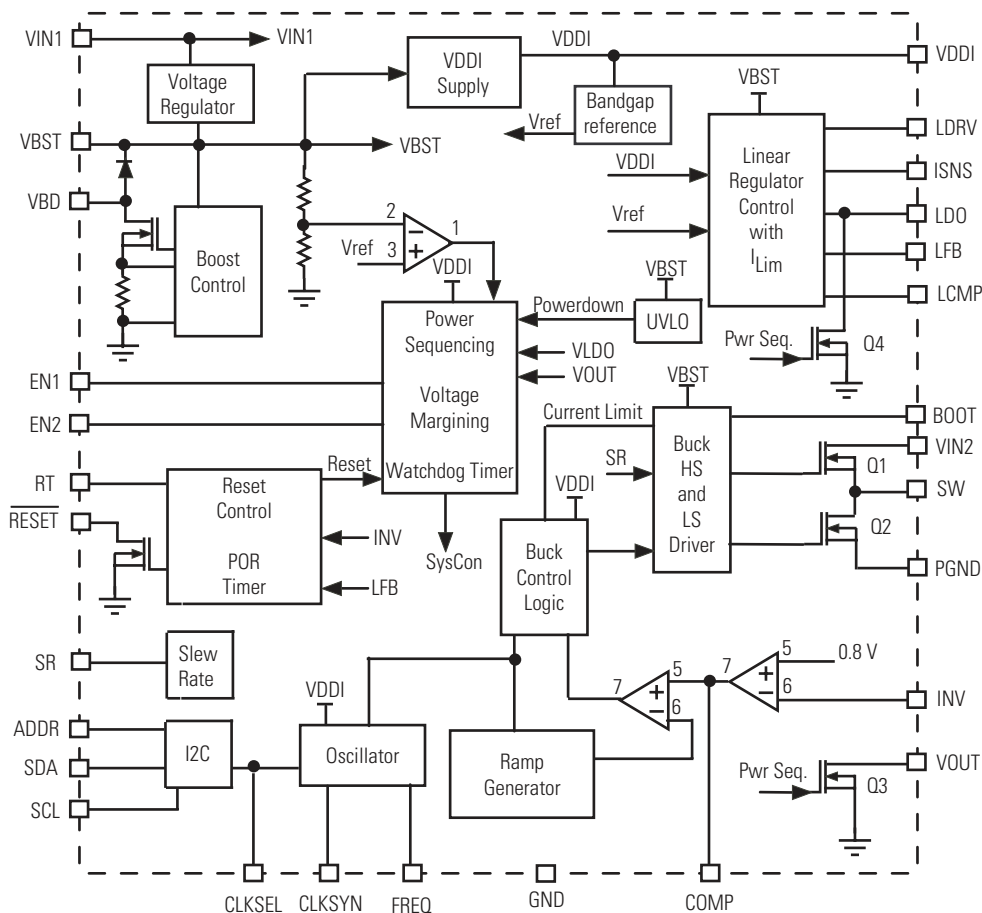 VIN1
VIN1
Voltage
Regulator
VDDI
Supply
VDDI
VDDI
Bandgap
reference
Vref
VBST
VBST
VBD
Boost
Control
Vref
2
3
1
VDDI
VBST
Linear
Regulator
Control
with
ILim
VDDI
Vref
LDRV
ISNS
LDO
LFB
LCMP
Pwr Seq.
Q4
VBST
UVLO
Powerdown
VLDO
VOUT
Power
Sequencing
Voltage
Margining
Watchdog Timer
SysCon
EN1
EN2
RT
RESET
Reset
Control
POR
Timer
Reset
INV
LFB
Current Limit
VBST
SR
Buck
HS
and
LS
Driver
VDDI
Buck
Control
Logic
BOOT
VIN2
Q1
SW
Q2
PGND
SR
Slew
Rate
ADDR
SDA
SCL
I2C
VDDI
Oscillator
Ramp
Generator
7
5
6
7
5
6
0.8 V
INV
VOUT
Pwr Seq.
Q3
CLKSEL
CLKSYN
FREQ
GND
COMP